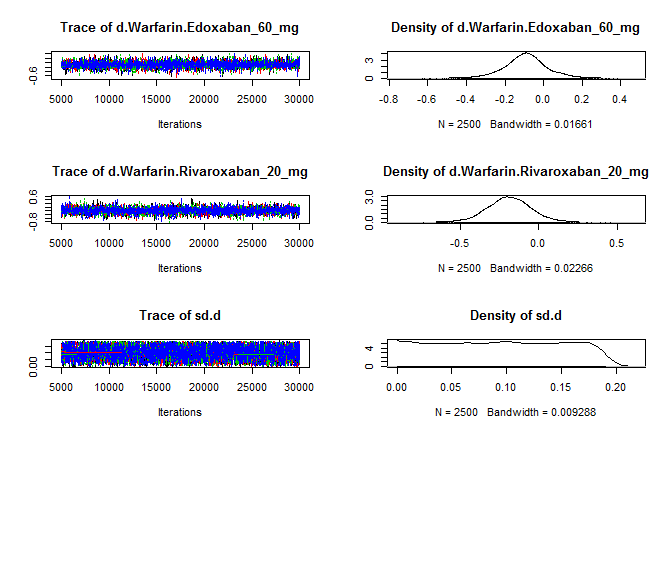 Trace of d.Warfarin.Edoxaban_60_mg
-0.6
5000 10000 15000 20000 25000 30000
Iterations
Density of d.Warfarin.Edoxaban_60_mg
0 3
-0.8 -0.6 -0.4 -0.2 0.0 0.2 0.4
N = 2500 Bandwidth = 0.01661
Trace of d.Warfarin.Rivaroxaban_20_mg
-0.8 0.6
5000 10000 15000 20000 25000 30000
Iterations
Density of d.Warfarin.Rivaroxaban_20_mg
0.0 3.0
-0.5 0.0 0.5
N = 2500 Bandwidth = 0.02266
Trace of sd.d
0.00
5000 10000 15000 20000 25000 30000
Iterations
Density of sd.d
0 4
0.00 0.05 0.10 0.15 0.20
N = 2500 Bandwidth = 0.009288